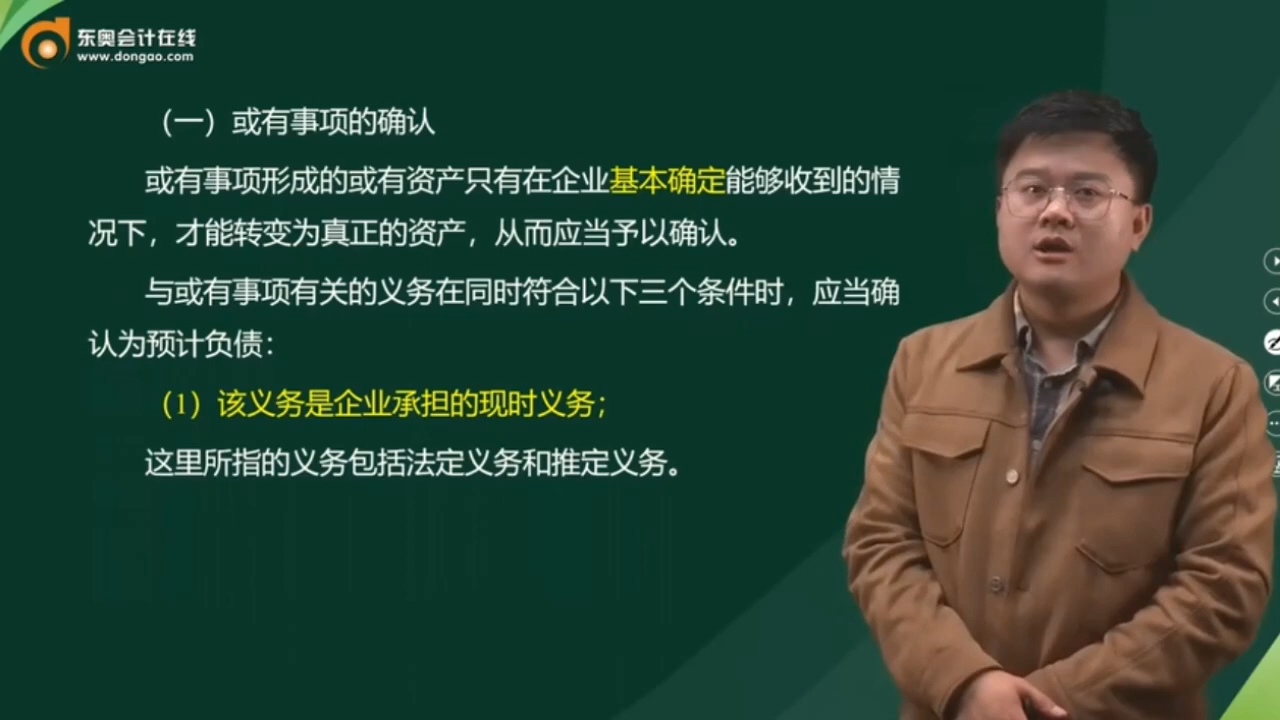 东奥会计在线
www.dongao.com
（一）或有事项的确认
或有事项形成的或有资产只有在企业基本确定能够收到的情
况下，才能转变为真正的资产，从而应当予以确认。
与或有事项有关的义务在同时符合以下三个条件时，应当确
认为预计负债：
（1）该义务是企业承担的现时义务；
这里所指的义务包括法定义务和推定义务。